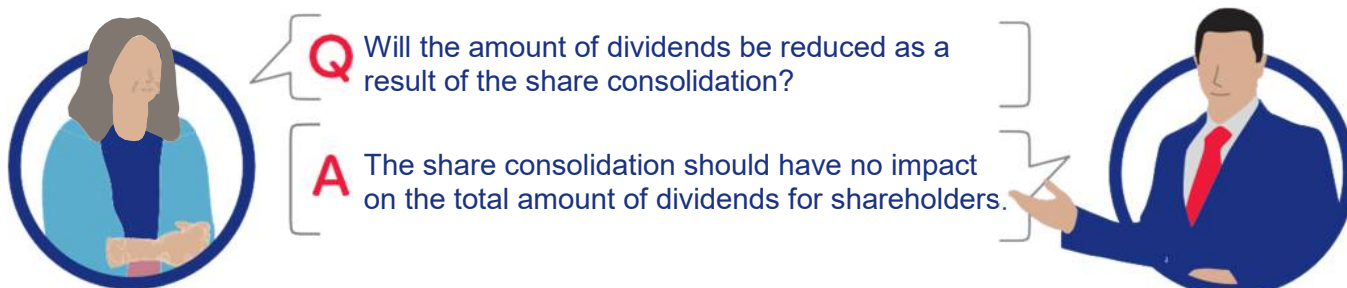 Q Will the amount of dividends be reduced as a
result of the share consolidation?
A The share consolidation should have no impact
on the total amount of dividends for shareholders.